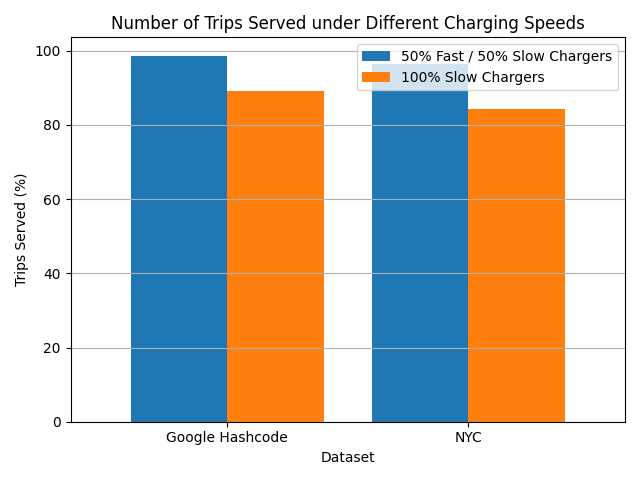 Number of Trips Served under Different Charging Speeds
50% Fast / 50% Slow Chargers
100% Slow Chargers
Trips Served (%)
100
80
60
40
20
0
Google Hashcode
NYC
Dataset